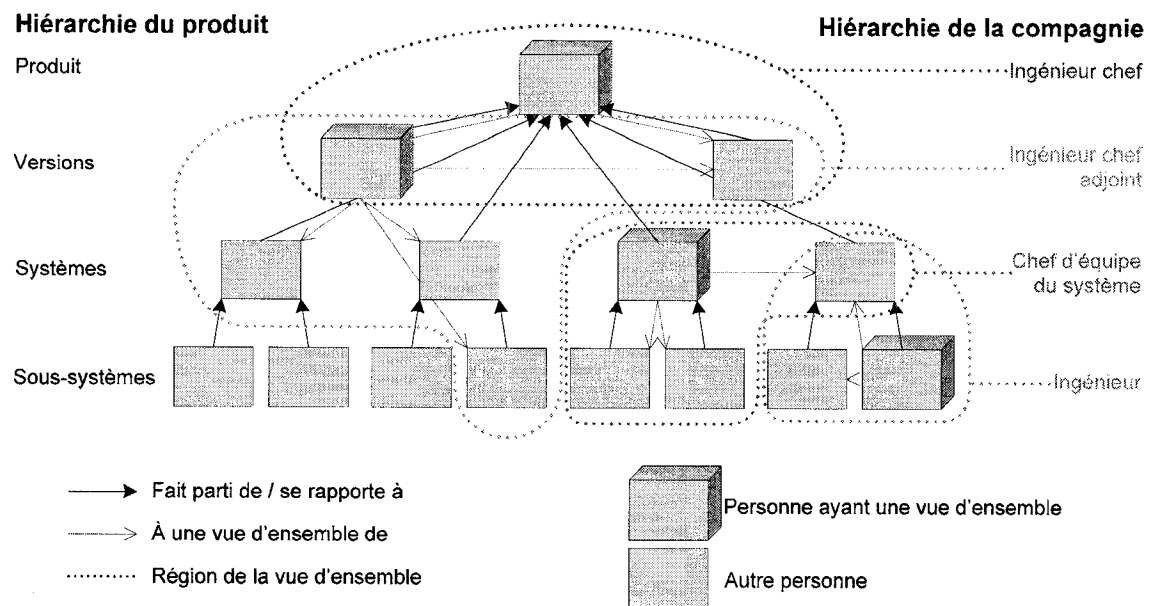 Hiérarchie du produit
Hiérarchie de la compagnie
Produit
Ingénieur chef
Versions
Ingénieur chef
adjoint
Systèmes
Chef d'équipe
du système
Sous-systèmes
Ingénieur
Fait parti de / se rapporte à
À une vue d'ensemble de
Région de la vue d'ensemble
Personne ayant une vue d'ensemble
Autre personne